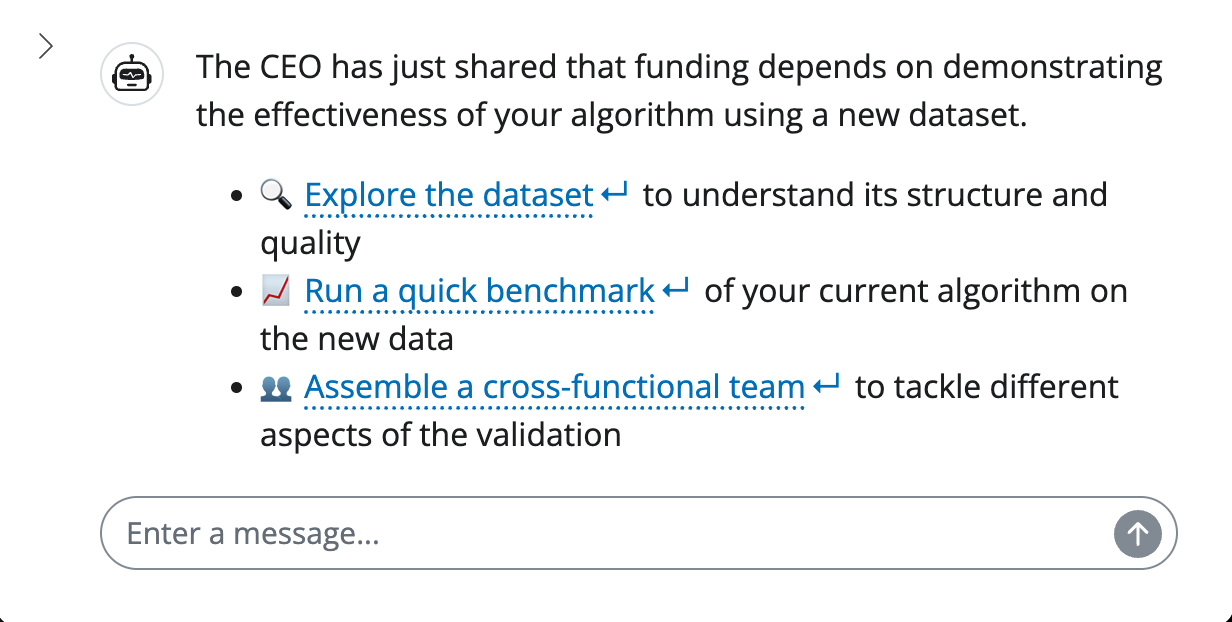 The CEO has just shared that funding depends on demonstrating
the effectiveness of your algorithm using a new dataset.
• 🔍 Explore the dataset↵ to understand its structure and
quality
• 📈 Run a quick benchmark↵ of your current algorithm on
the new data
• 👥 Assemble a cross-functional team↵ to tackle different
aspects of the validation
Enter a message...